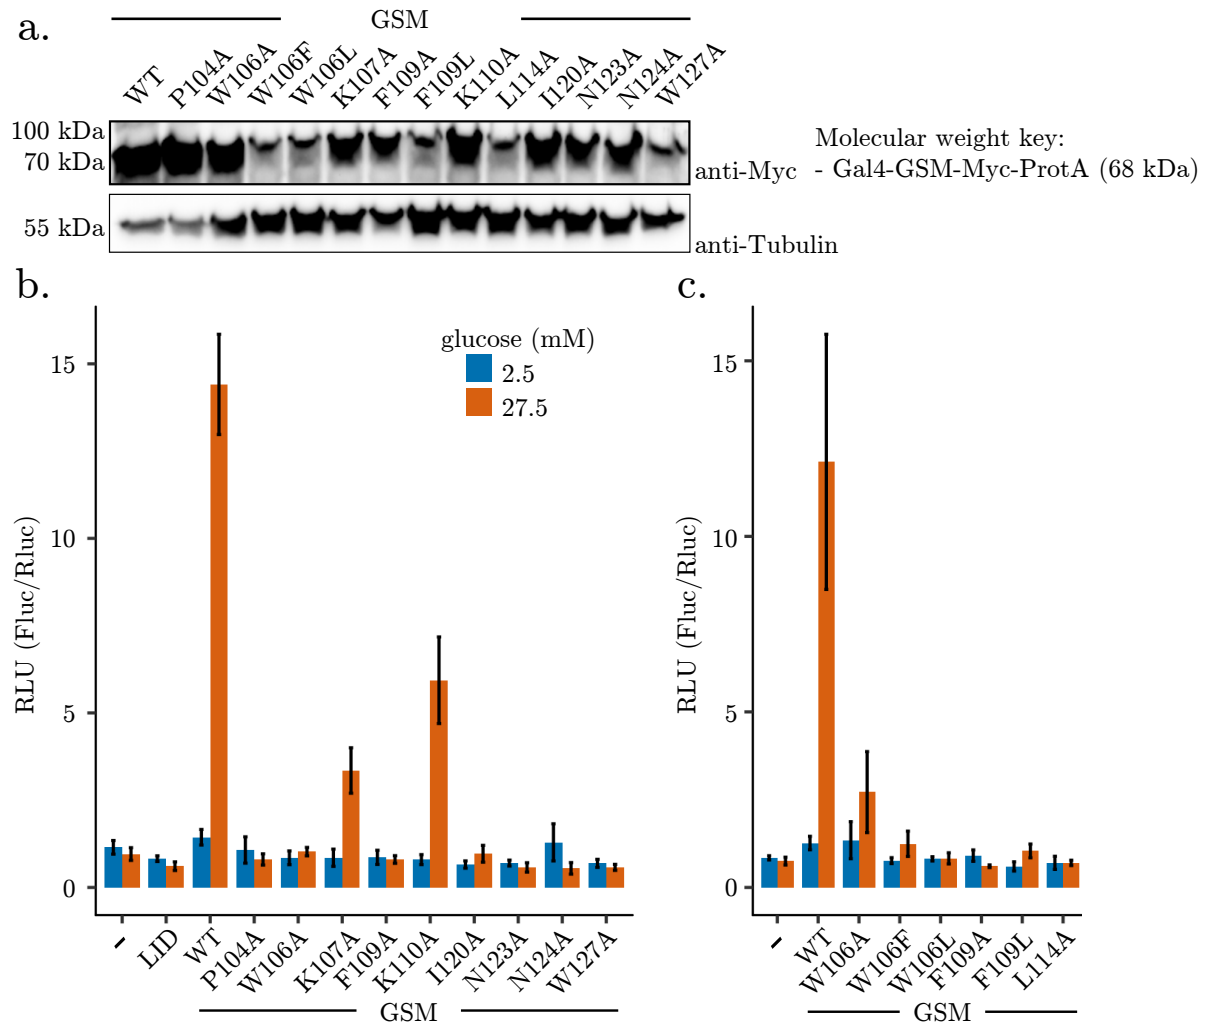 a.
GSM
WT P104A W106A W106F W106L K107A F109A F109L K110A L114A I120A N123A N124A W127A
100 kDa
70 kDa
anti-Myc
Molecular weight key:
- Gal4-GSM-Myc-ProtA (68 kDa)
55 kDa
anti-Tubulin
b.
glucose (mM)
2.5
27.5
RLU (Fluc/Rluc)
15
10
5
0
- LID WT P104A W106A K107A F109A K110A I120A N123A N124A W127A
GSM
c.
RLU (Fluc/Rluc)
15
10
5
0
- WT W106A W106F W106L F109A F109L L114A
GSM